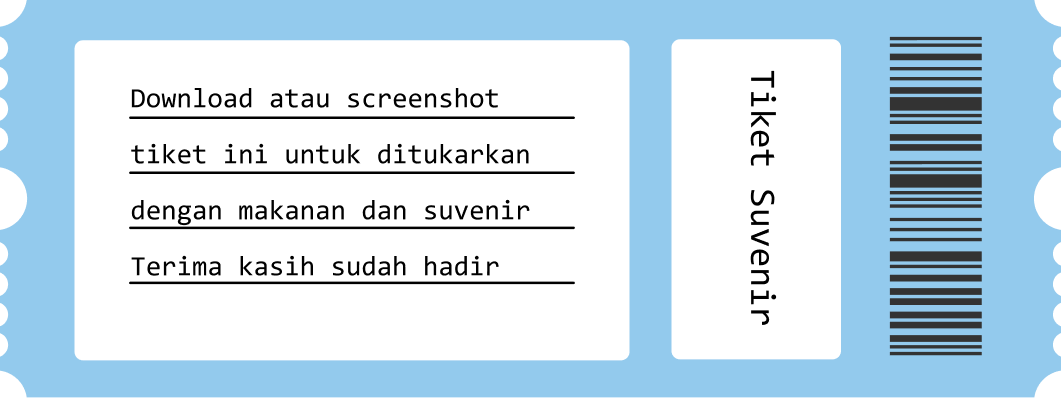 Download atau screenshot
tiket ini untuk ditukarkan
dengan makanan dan suvenir
Terima kasih sudah hadir
Tiket Suvenir